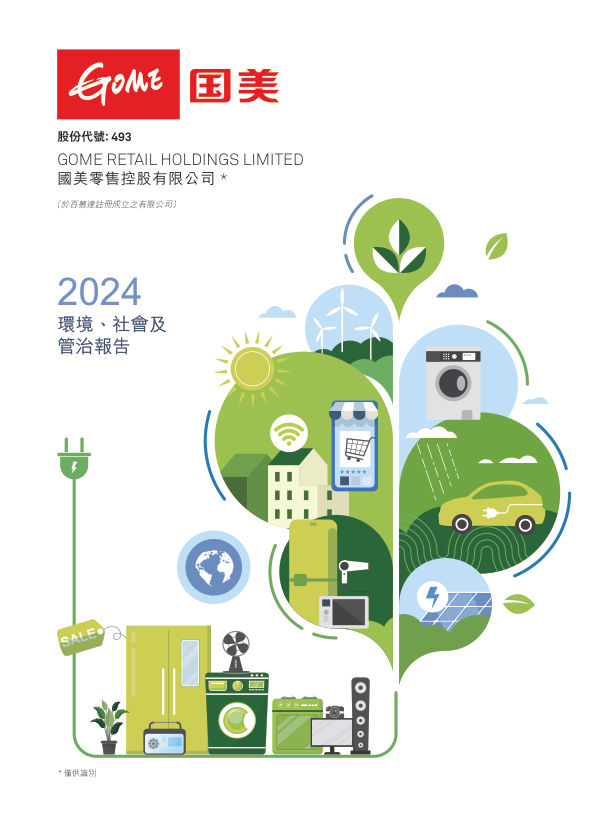 GOME 国美
股份代號: 493
GOME RETAIL HOLDINGS LIMITED
國美零售控股有限公司 *
(於百慕達註冊成立之有限公司)
2024
環境、社會及
管治報告
SALE
* 僅供識別